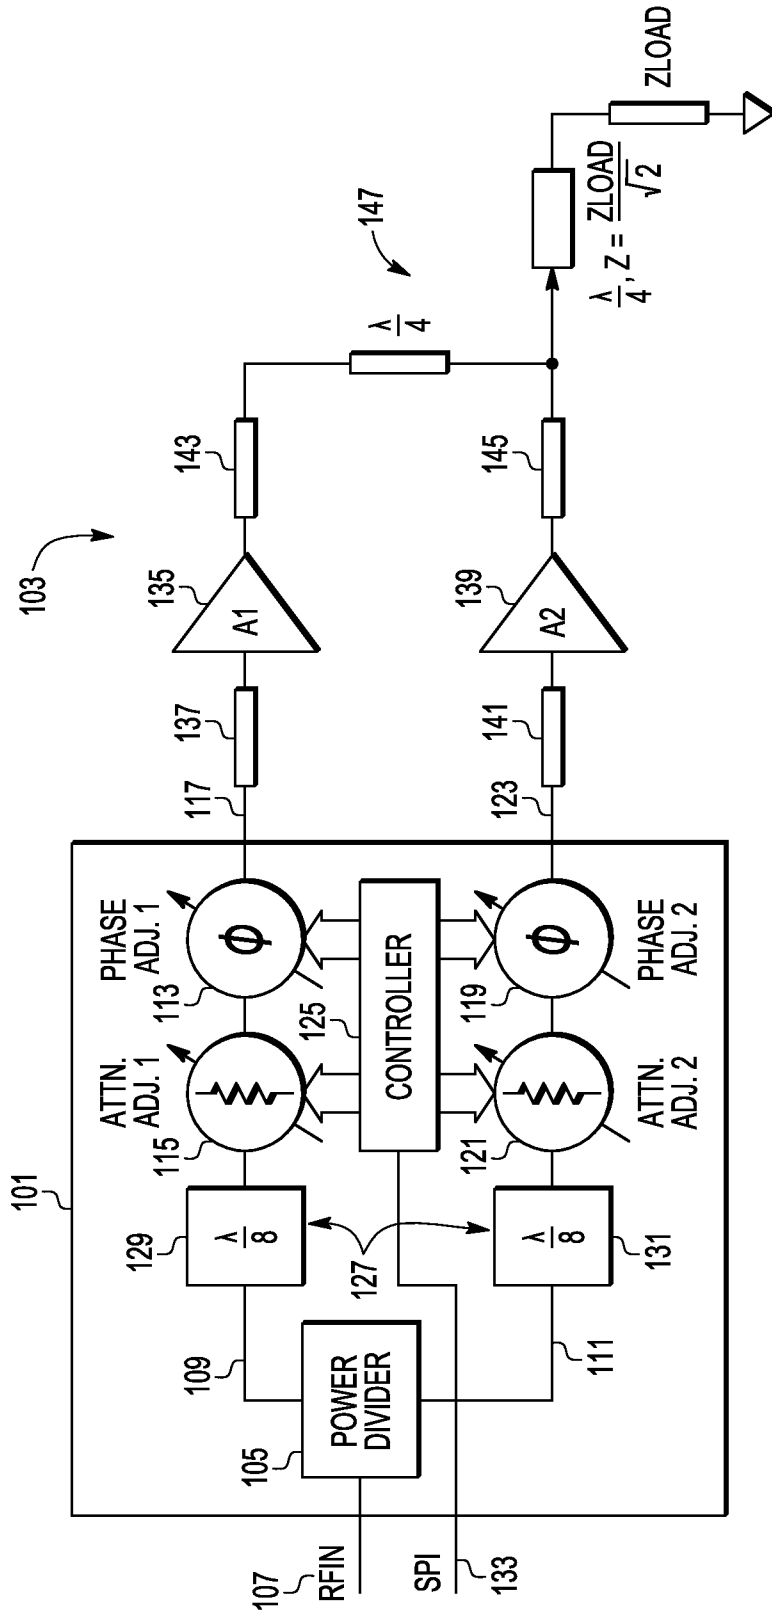 103
101
107
RFIN
SPI
133
105
POWER
DIVIDER
109
111
129
λ
8
127
λ
8
131
ATTN.
ADJ. 1
115
PHASE
ADJ. 1
113
ϕ
CONTROLLER
125
121
ATTN.
ADJ. 2
119
ϕ
PHASE
ADJ. 2
117
123
137
141
A1
135
A2
139
143
145
λ
4
147
λ/4, Z = ZLOAD/√2
ZLOAD